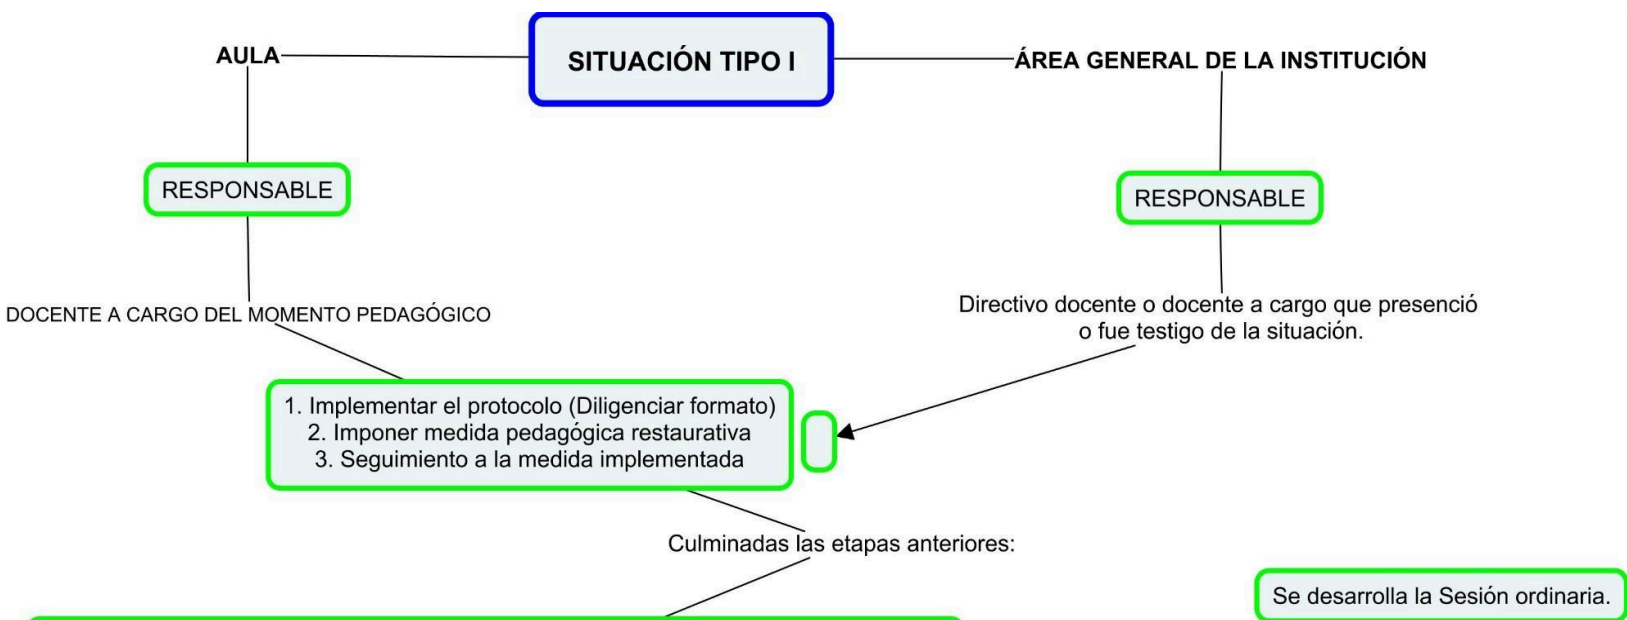 AULA
SITUACIÓN TIPO I
ÁREA GENERAL DE LA INSTITUCIÓN
RESPONSABLE
RESPONSABLE
DOCENTE A CARGO DEL MOMENTO PEDAGÓGICO
Directivo docente o docente a cargo que presenció
o fue testigo de la situación.
1. Implementar el protocolo (Diligenciar formato)
2. Imponer medida pedagógica restaurativa
3. Seguimiento a la medida implementada
Culminadas las etapas anteriores:
Se desarrolla la Sesión ordinaria.